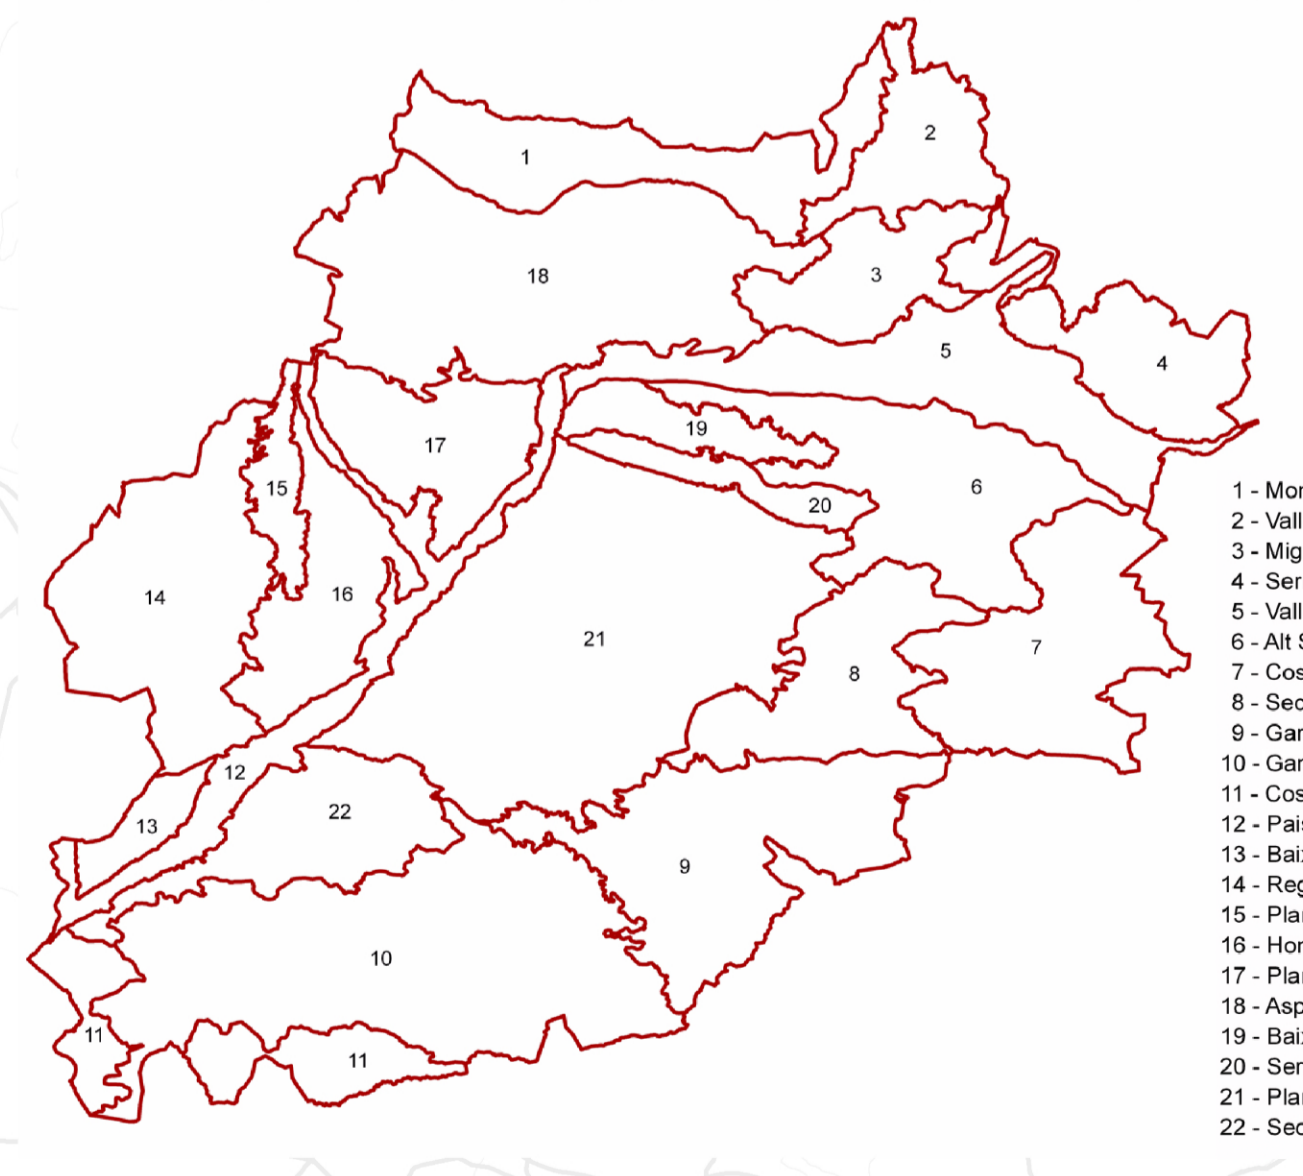 1
2
3
4
5
6
7
8
9
10
11
11
12
13
14
15
16
17
18
19
20
21
22
1 - Mor
2 - Vall
3 - Mig
4 - Ser
5 - Vall
6 - Alt S
7 - Cos
8 - Sec
9 - Gar
10 - Gar
11 - Cos
12 - Pais
13 - Baix
14 - Reg
15 - Plan
16 - Hor
17 - Plan
18 - Asp
19 - Baix
20 - Ser
21 - Plan
22 - Sec